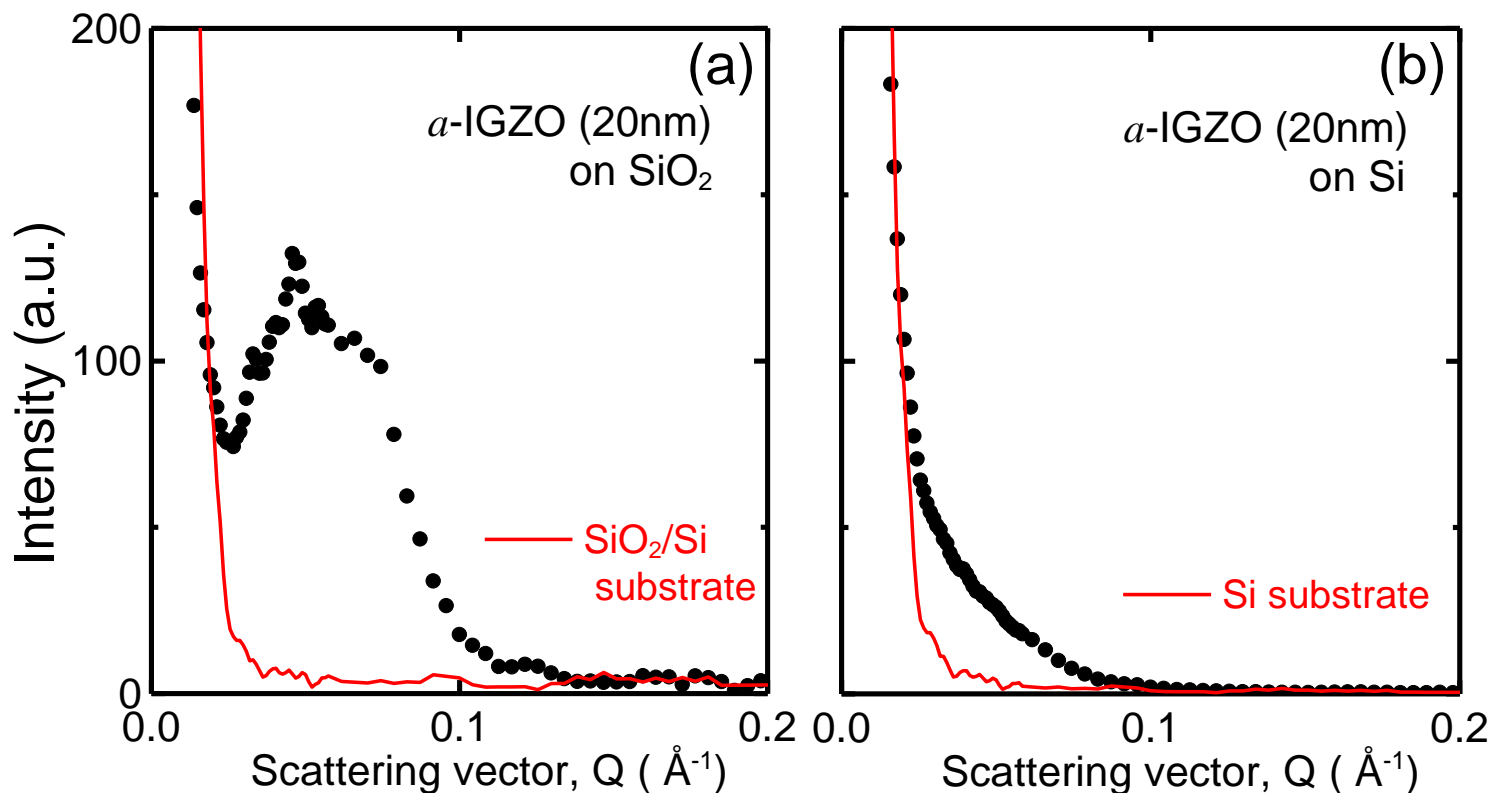 Intensity (a.u.)
200
100
0
(a)
a-IGZO (20nm)
on SiO₂
SiO₂/Si
substrate
0.0
0.1
0.2
Scattering vector, Q ( Å⁻¹)
(b)
a-IGZO (20nm)
on Si
Si substrate
0.0
0.1
0.2
Scattering vector, Q ( Å⁻¹)